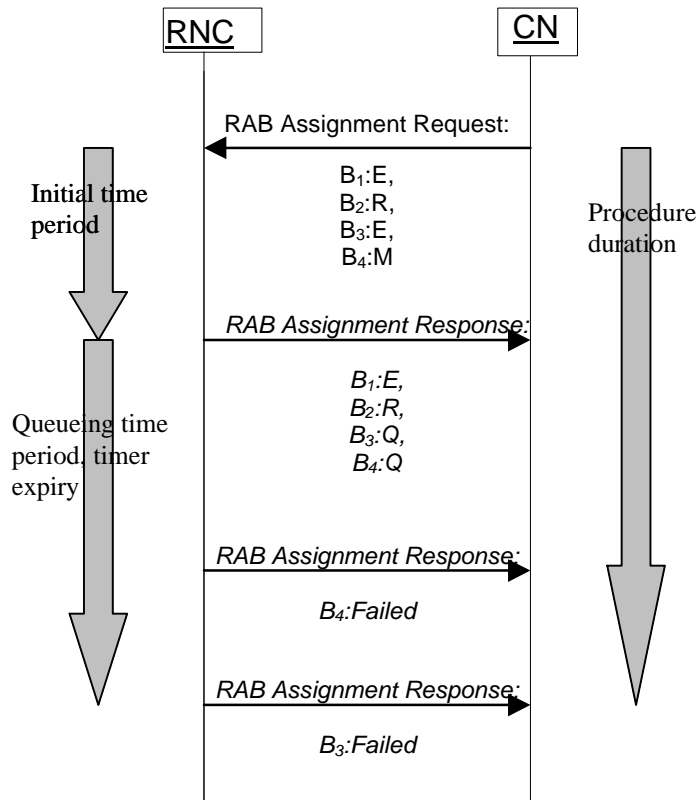 RNC
CN
RAB Assignment Request:
B₁:E,
B₂:R,
B₃:E,
B₄:M
Initial time
period
Procedure
duration
RAB Assignment Response:
B₁:E,
B₂:R,
B₃:Q,
B₄:Q
Queueing time
period, timer
expiry
RAB Assignment Response:
B₄:Failed
RAB Assignment Response:
B₃:Failed